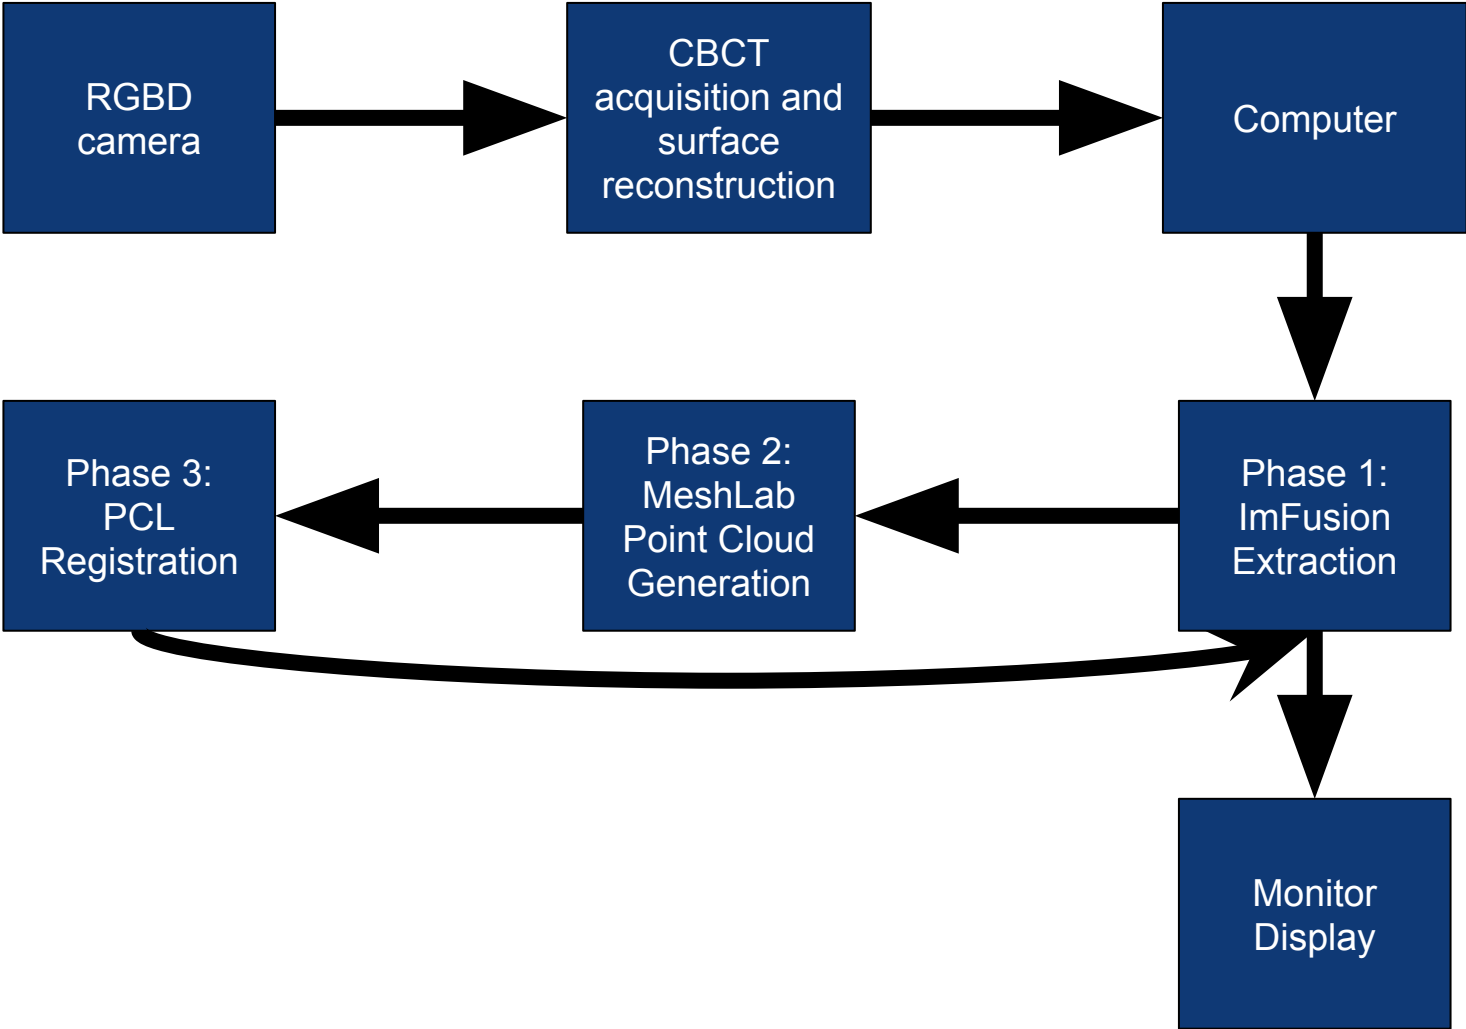 RGBD
camera
CBCT
acquisition and
surface
reconstruction
Computer
Phase 1:
ImFusion
Extraction
Phase 2:
MeshLab
Point Cloud
Generation
Phase 3:
PCL
Registration
Monitor
Display